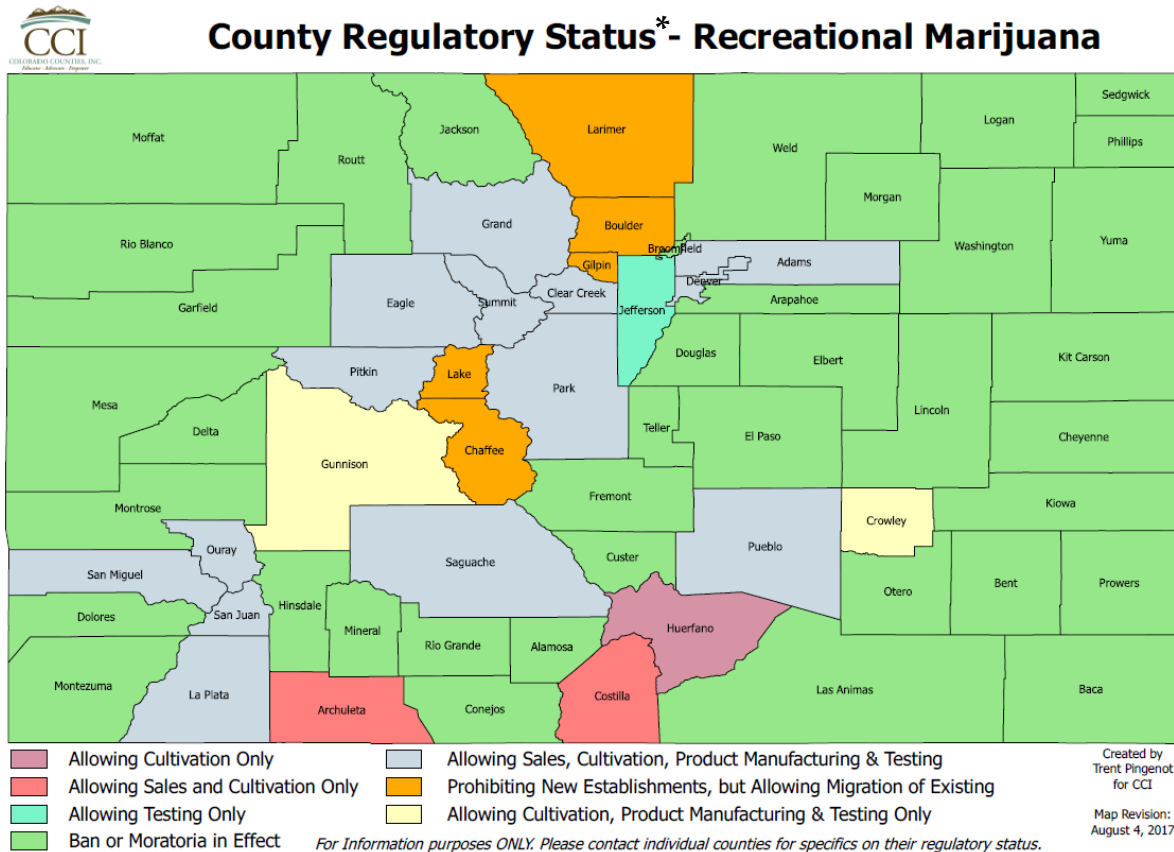 CCI
COLORADO COUNTIES, INC.
Educate - Advocate - Empower
County Regulatory Status*- Recreational Marijuana
Moffat
Routt
Jackson
Larimer
Weld
Logan
Sedgwick
Phillips
Morgan
Washington
Yuma
Rio Blanco
Grand
Boulder
Broomfield
Gilpin
Adams
Garfield
Eagle
Summit
Clear Creek
Denver
Jefferson
Arapahoe
Douglas
Elbert
Kit Carson
Pitkin
Lake
Park
Lincoln
Mesa
Delta
Teller
El Paso
Cheyenne
Gunnison
Chaffee
Montrose
Fremont
Kiowa
Crowley
Ouray
Saguache
Custer
Pueblo
San Miguel
Otero
Bent
Prowers
Dolores
San Juan
Hinsdale
Mineral
Rio Grande
Alamosa
Huerfano
Montezuma
La Plata
Archuleta
Conejos
Costilla
Las Animas
Baca
Allowing Cultivation Only
Allowing Sales and Cultivation Only
Allowing Testing Only
Ban or Moratoria in Effect
Allowing Sales, Cultivation, Product Manufacturing & Testing
Prohibiting New Establishments, but Allowing Migration of Existing
Allowing Cultivation, Product Manufacturing & Testing Only
For Information purposes ONLY. Please contact individual counties for specifics on their regulatory status.
Created by
Trent Pingenot
for CCI
Map Revision:
August 4, 2017